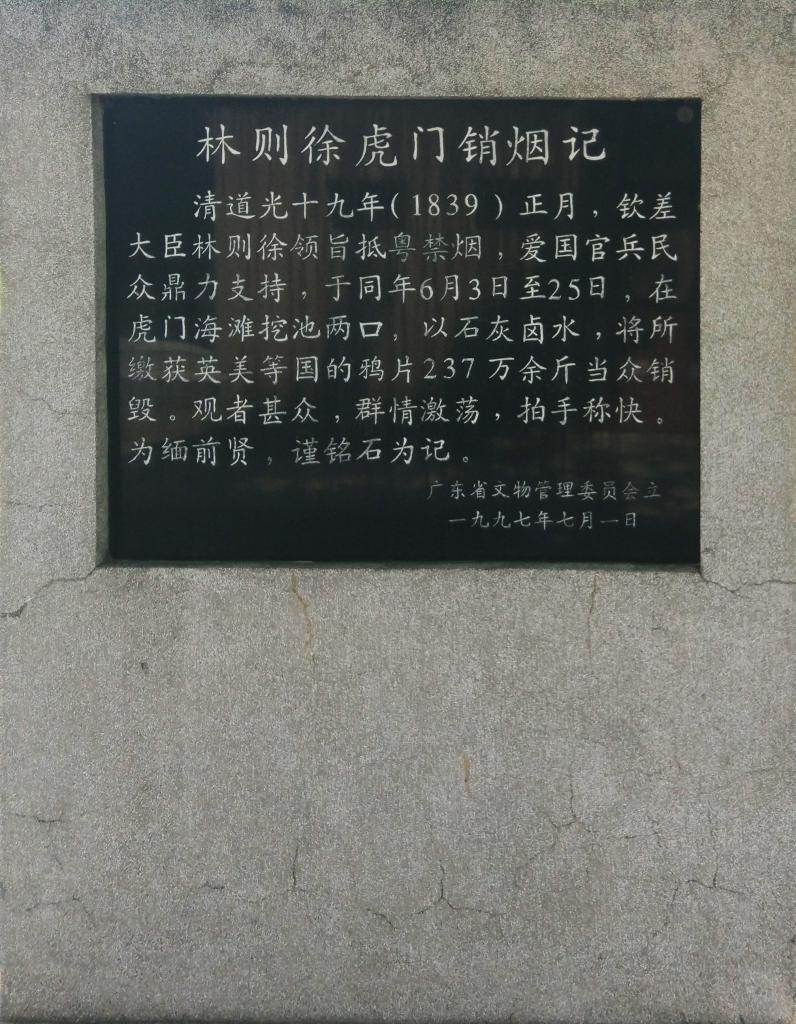 林则徐虎门销烟记
清道光十九年(1839)正月，钦差
大臣林则徐领旨抵粤禁烟，爱国官兵民
众鼎力支持，于同年6月3日至25日，在
虎门海滩挖池两口，以石灰卤水，将所
缴获英美等国的鸦片237万余斤当众销
毁。观者甚众，群情激荡，拍手称快。
为缅前贤，谨铭石为记。
广东省文物管理委员会立
一九九七年七月一日